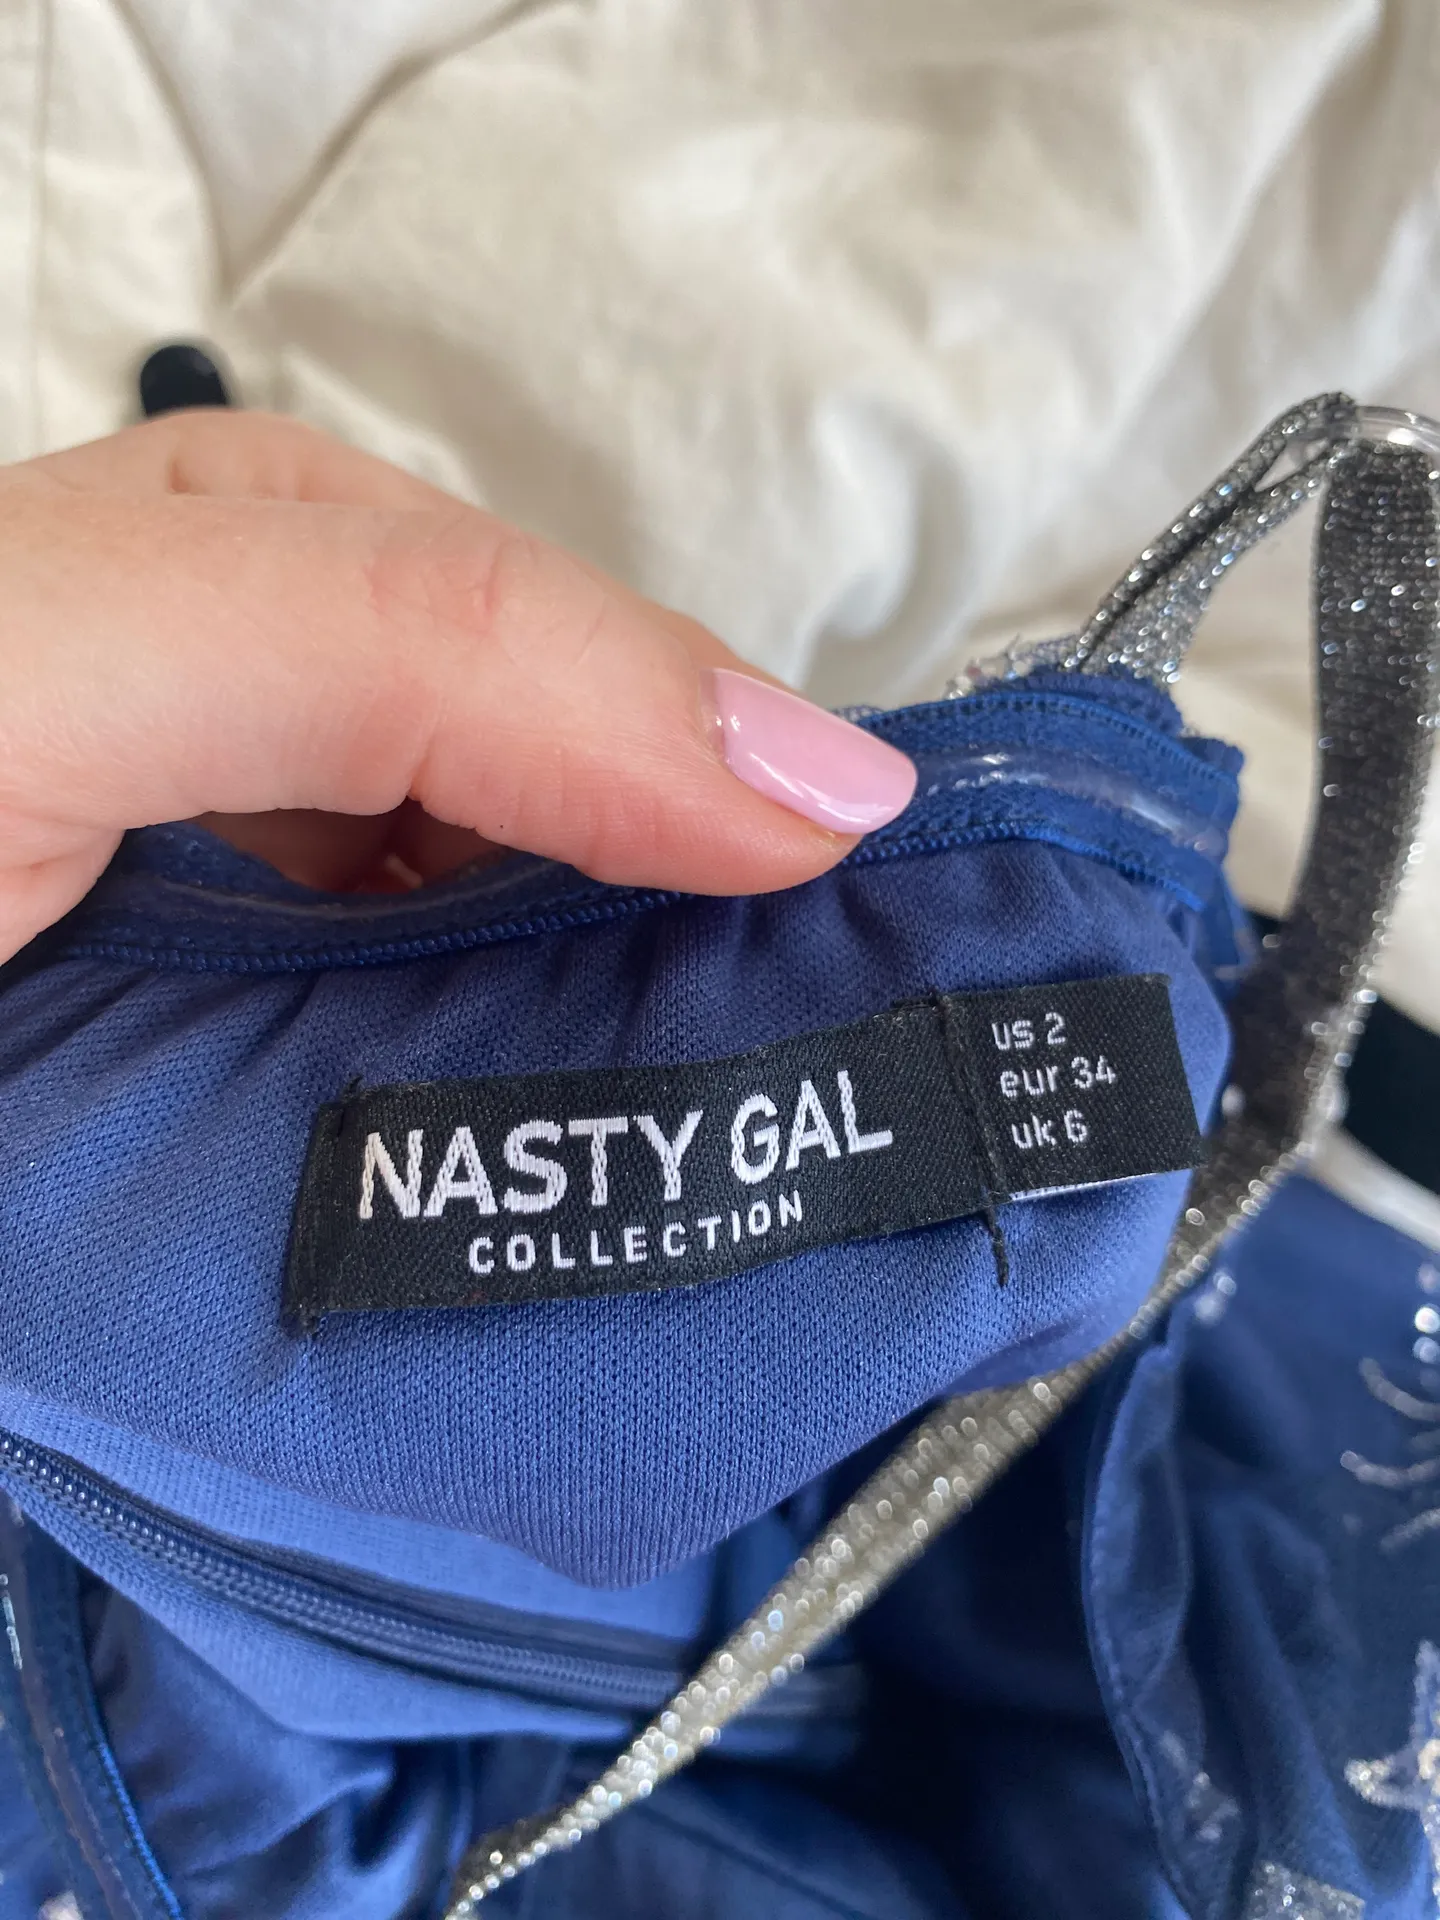 NASTY GAL
COLLECTION
US 2
eur 34
uk 6